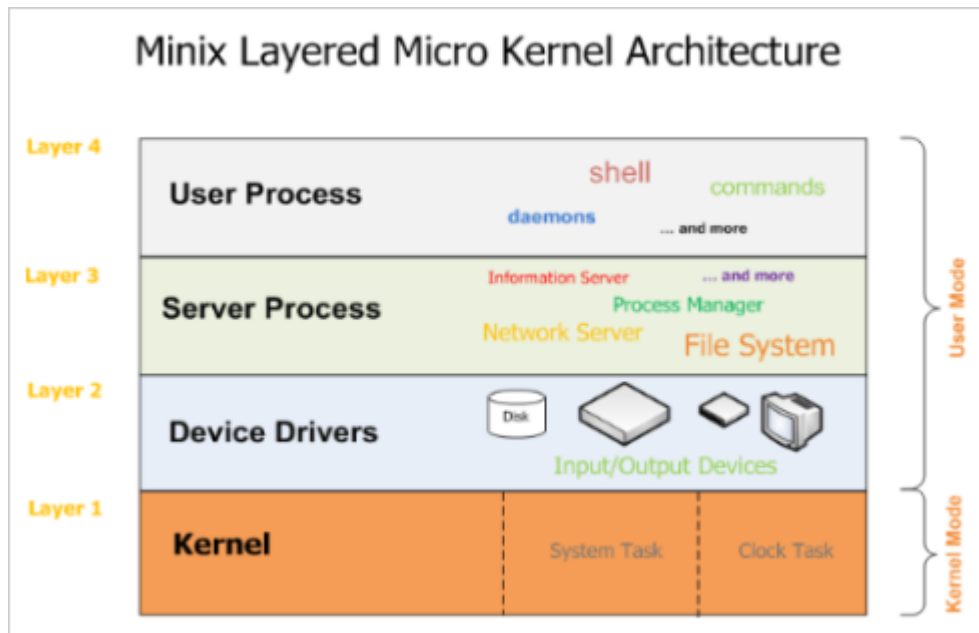 Minix Layered Micro Kernel Architecture
Layer 4
User Process
shell
commands
daemons
... and more
Layer 3
Server Process
Information Server
... and more
Process Manager
Network Server
File System
Layer 2
Device Drivers
Disk
Input/Output Devices
User Mode
Layer 1
Kernel
System Task
Clock Task
Kernel Mode